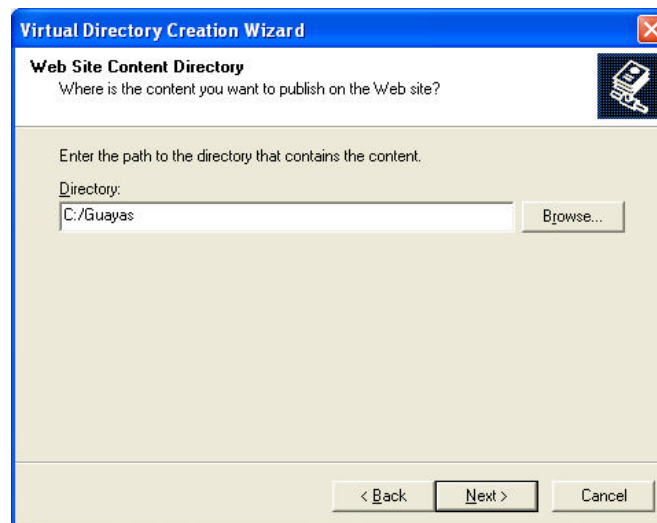 Virtual Directory Creation Wizard
Web Site Content Directory
Where is the content you want to publish on the Web site?
Enter the path to the directory that contains the content.
Directory:
C:/Guayas
Browse...
< Back
Next >
Cancel